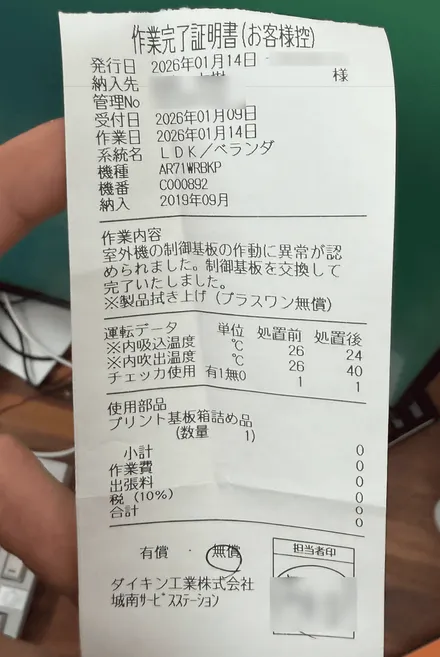 作業完了証明書(お客様控)
発行日 2026年01月14日
納入先 様
管理No
受付日 2026年01月09日
作業日 2026年01月14日
系統名 LDK/ベランダ
機種 AR71WRBKP
機番 C000892
納入 2019年09月
作業内容
室外機の制御基板の作動に異常が認
められました。制御基板を交換して
完了いたしました。
※製品拭き上げ(プラスワン無償)
運転データ 単位 処置前 処置後
※内吸込温度 ℃ 26 24
※内吹出温度 ℃ 26 40
チェッカ使用 有1無0 1 1
使用部品
プリント基板箱詰め品
(数量 1)
小計 0
作業費 0
出張料 0
税(10%) 0
合計 0
有償 ・ 無償
担当者印
ダイキン工業株式会社
城南サービスステーション